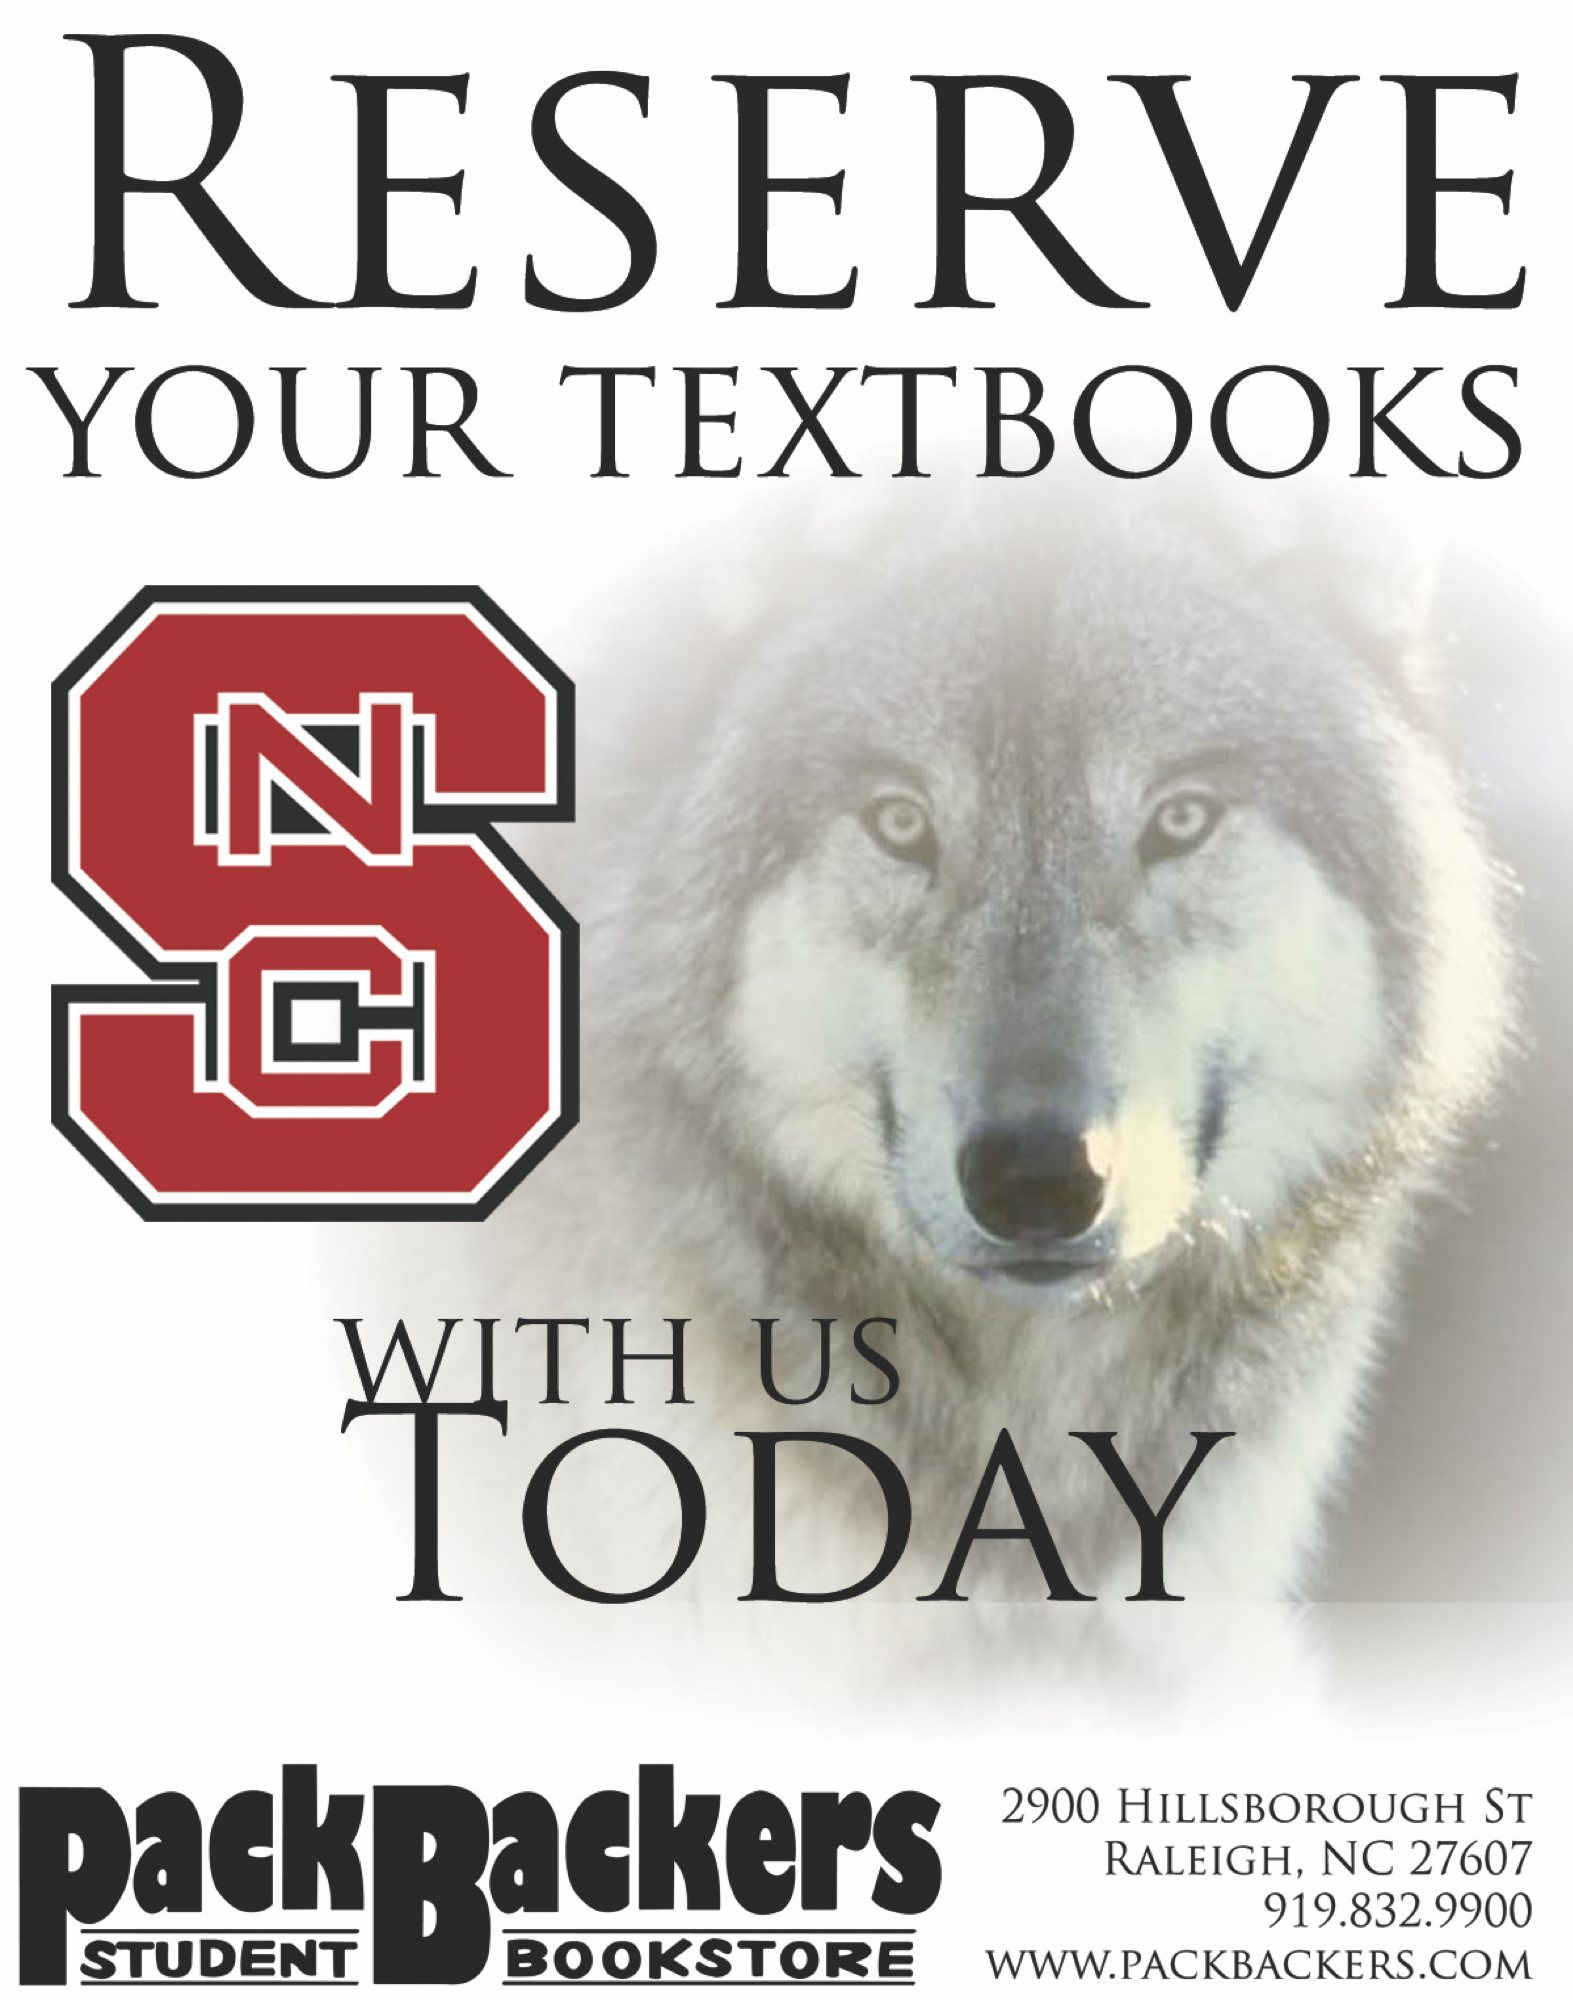 RESERVE
YOUR TEXTBOOKS
NCS
WITH US
TODAY
PackBackers
STUDENT BOOKSTORE
2900 HILLSBOROUGH ST
RALEIGH, NC 27607
919.832.9900
WWW.PACKBACKERS.COM